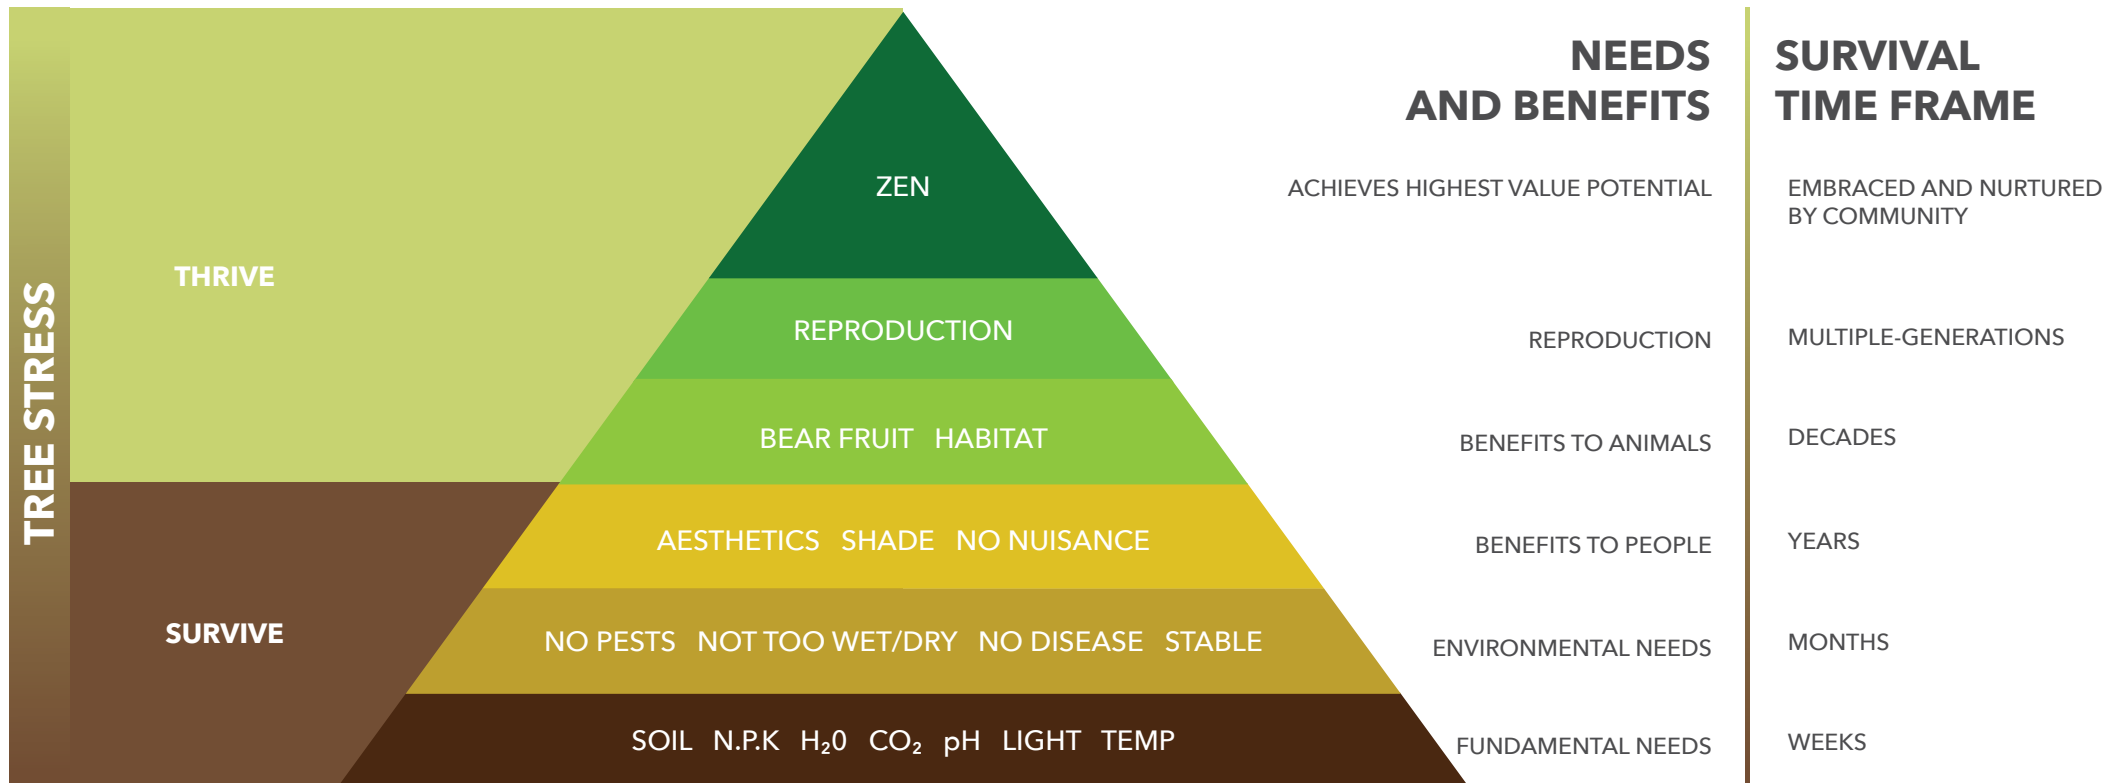 TREE STRESS
THRIVE
SURVIVE
ZEN
REPRODUCTION
BEAR FRUIT HABITAT
AESTHETICS SHADE NO NUISANCE
NO PESTS NOT TOO WET/DRY NO DISEASE STABLE
SOIL N.P.K H₂0 CO₂ pH LIGHT TEMP
NEEDS
AND BENEFITS
ACHIEVES HIGHEST VALUE POTENTIAL
REPRODUCTION
BENEFITS TO ANIMALS
BENEFITS TO PEOPLE
ENVIRONMENTAL NEEDS
FUNDAMENTAL NEEDS
SURVIVAL
TIME FRAME
EMBRACED AND NURTURED
BY COMMUNITY
MULTIPLE-GENERATIONS
DECADES
YEARS
MONTHS
WEEKS